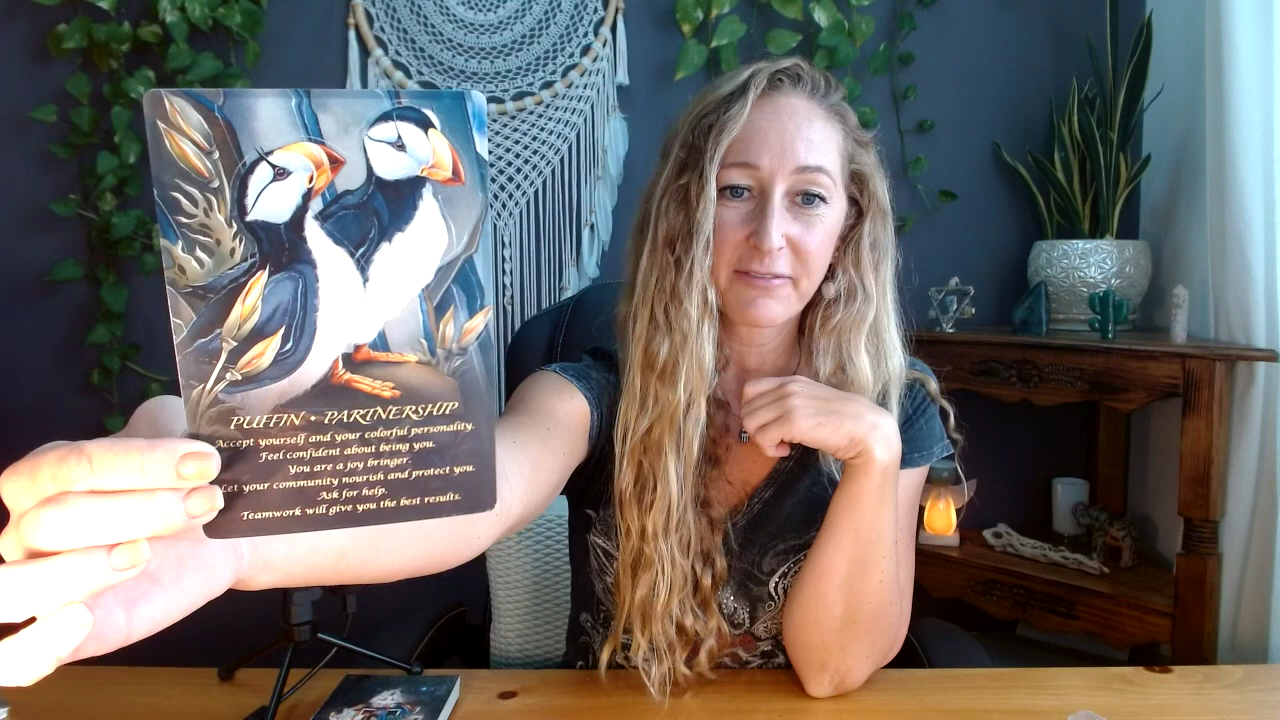 PUFFIN • PARTNERSHIP
Accept yourself and your colorful personality.
Feel confident about being you.
You are a joy bringer.
Let your community nourish and protect you.
Ask for help.
Teamwork will give you the best results.